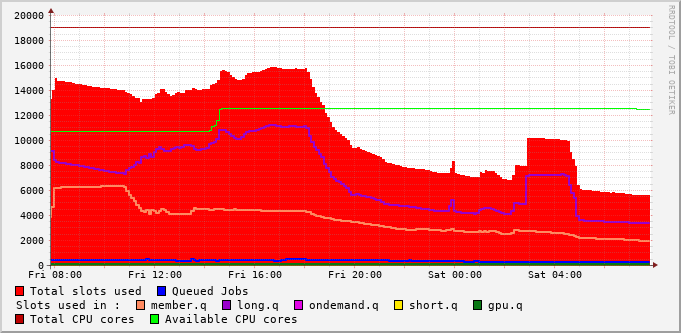 20000
18000
16000
14000
12000
10000
8000
6000
4000
2000
0
Fri 08:00 Fri 12:00 Fri 16:00 Fri 20:00 Sat 00:00 Sat 04:00
Total slots used Queued Jobs
Slots used in : member.q long.q ondemand.q short.q gpu.q
Total CPU cores Available CPU cores
RRDTOOL / TOBI OETIKER